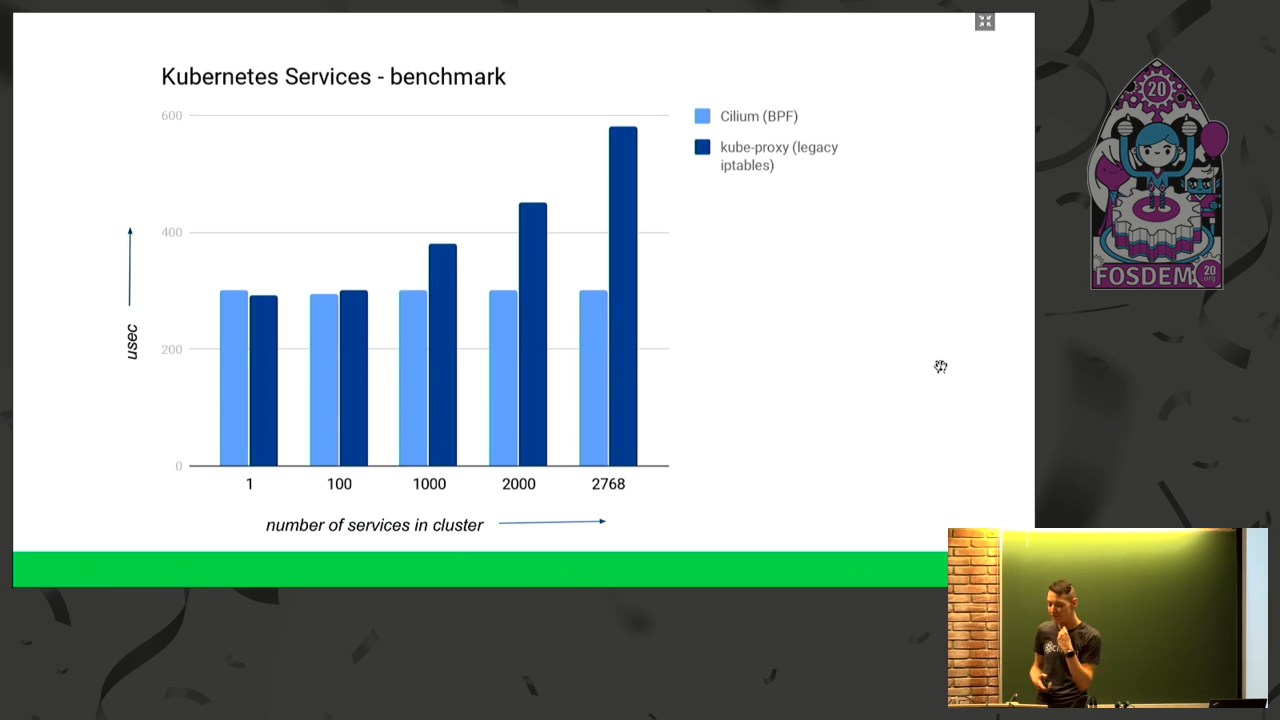 Kubernetes Services - benchmark
600
400
200
0
usec
1 100 1000 2000 2768
number of services in cluster
Cilium (BPF)
kube-proxy (legacy
iptables)
20
FOSDEM
20
org